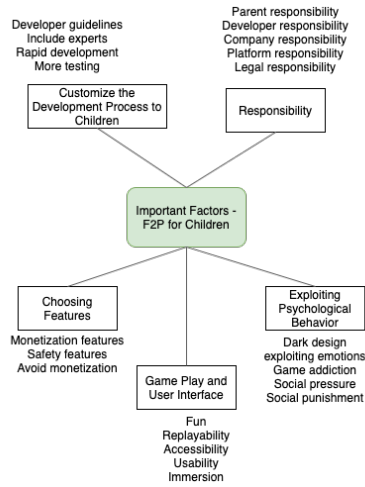 Developer guidelines
Include experts
Rapid development
More testing
Customize the
Development Process to
Children
Parent responsibility
Developer responsibility
Company responsibility
Platform responsibility
Legal responsibility
Responsibility
Important Factors -
F2P for Children
Choosing
Features
Monetization features
Safety features
Avoid monetization
Game Play and
User Interface
Fun
Replayability
Accessibility
Usability
Immersion
Exploiting
Psychological
Behavior
Dark design
exploiting emotions
Game addiction
Social pressure
Social punishment